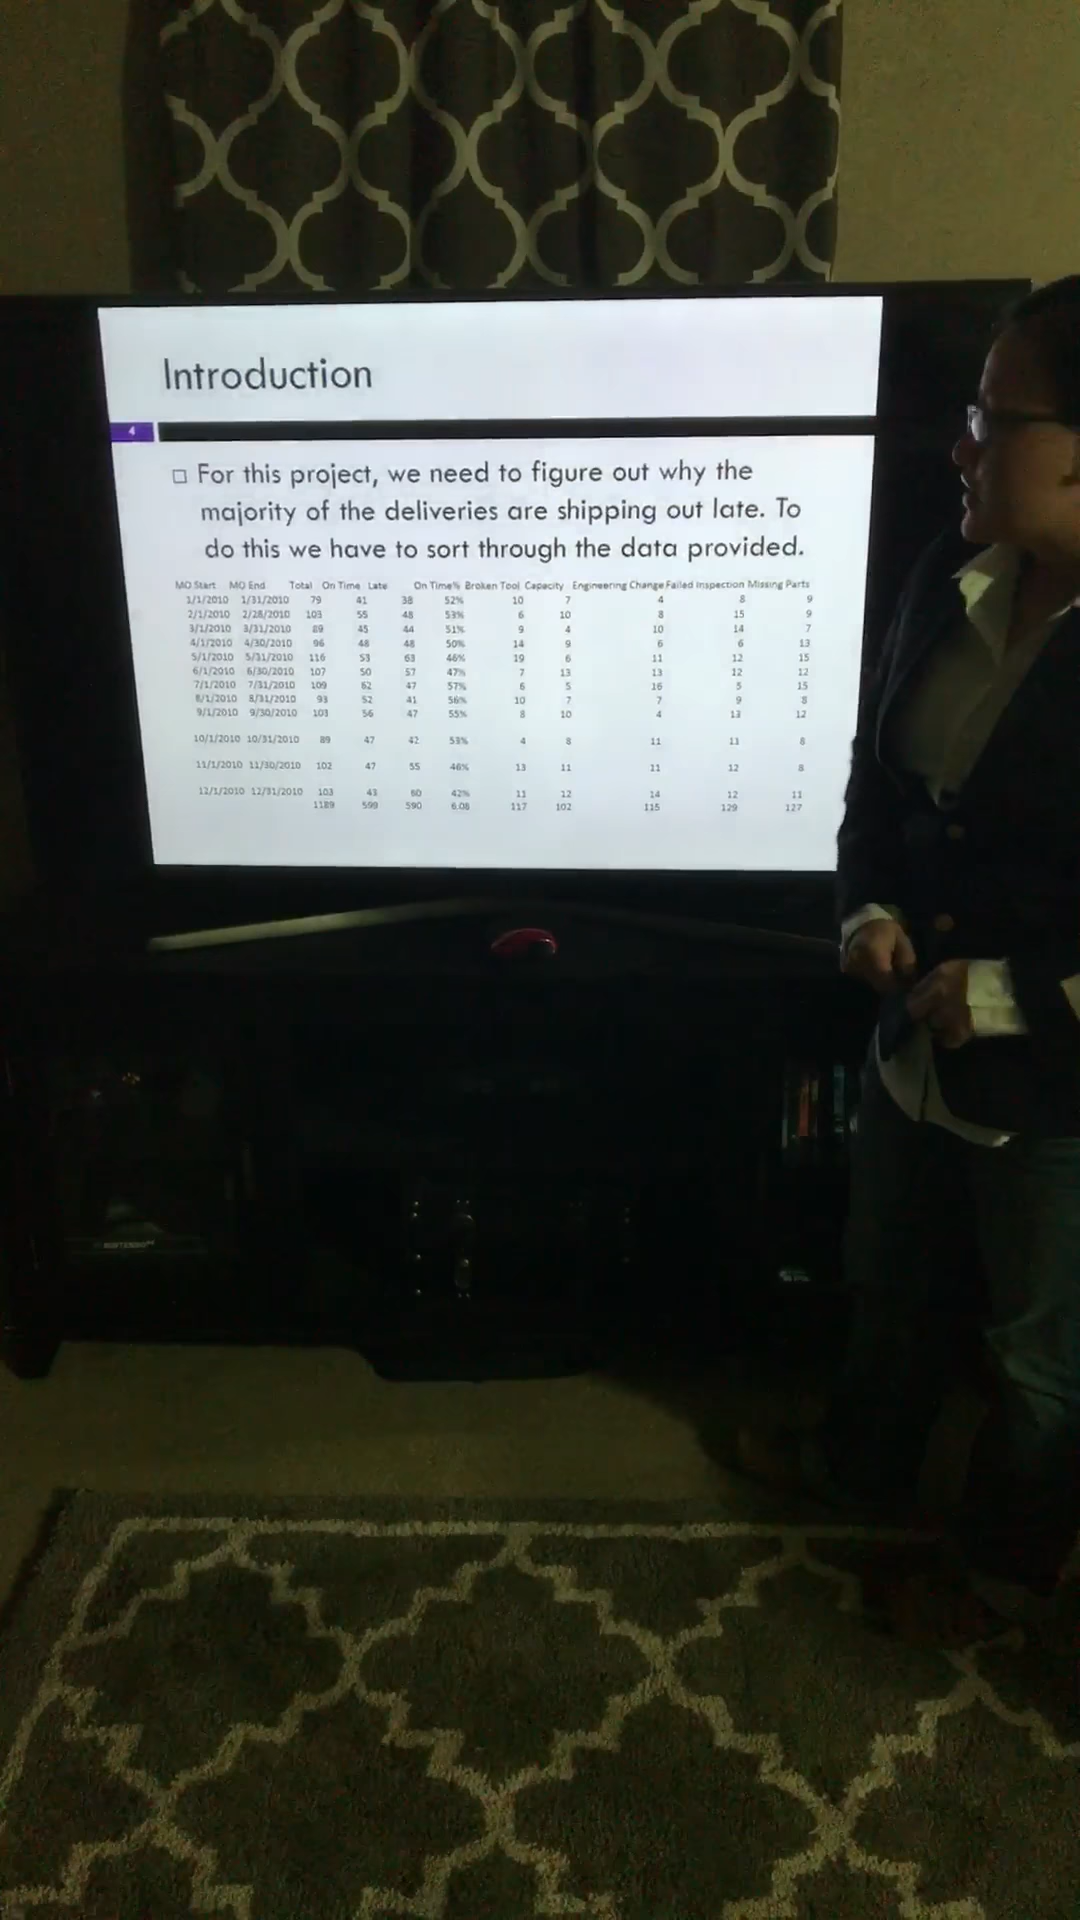 Introduction
4
For this project, we need to figure out why the
majority of the deliveries are shipping out late. To
do this we have to sort through the data provided.
MO Start MO End Total On Time Late On Time% Broken Tool Capacity Engineering Change Failed Inspection Missing Parts
1/1/2010 1/31/2010 79 41 38 52% 10 7 4 8 9
2/1/2010 2/28/2010 103 55 48 53% 6 10 8 15 9
3/1/2010 3/31/2010 89 45 44 51% 9 4 10 14 7
4/1/2010 4/30/2010 96 48 48 50% 14 9 6 6 13
5/1/2010 5/31/2010 116 53 63 46% 19 6 11 12 15
6/1/2010 6/30/2010 107 50 57 47% 7 13 13 12 12
7/1/2010 7/31/2010 109 62 47 57% 6 5 16 5 15
8/1/2010 8/31/2010 93 52 41 56% 10 7 7 9 8
9/1/2010 9/30/2010 103 56 47 55% 8 10 4 13 12
10/1/2010 10/31/2010 89 47 42 53% 4 8 11 11 8
11/1/2010 11/30/2010 102 47 55 46% 13 11 11 12 8
12/1/2010 12/31/2010 103 43 60 42% 11 12 14 12 11
1189 599 590 6.08 117 102 115 129 127